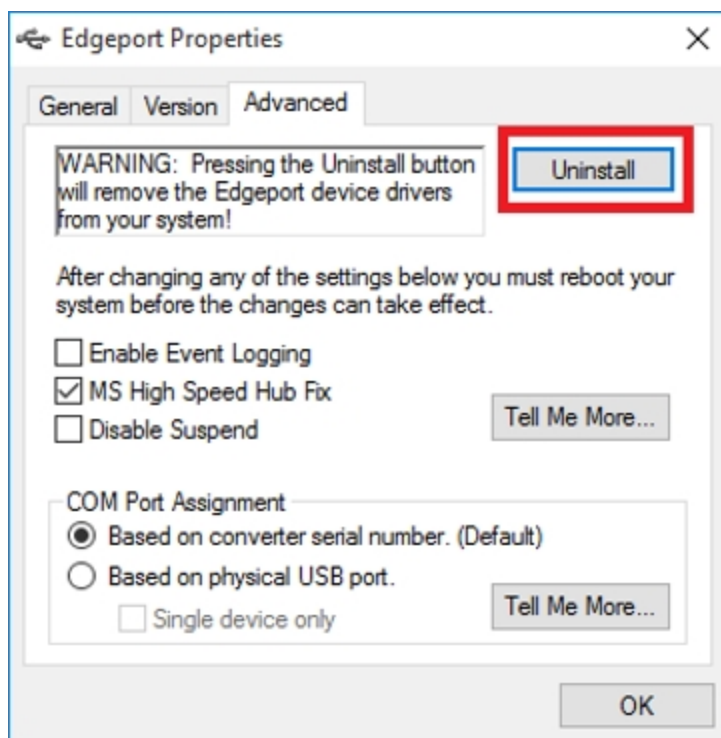 Edgeport Properties
General Version Advanced
WARNING: Pressing the Uninstall button
will remove the Edgeport device drivers
from your system!
Uninstall
After changing any of the settings below you must reboot your
system before the changes can take effect.
Enable Event Logging
MS High Speed Hub Fix
Disable Suspend
Tell Me More...
COM Port Assignment
Based on converter serial number. (Default)
Based on physical USB port.
Single device only
Tell Me More...
OK